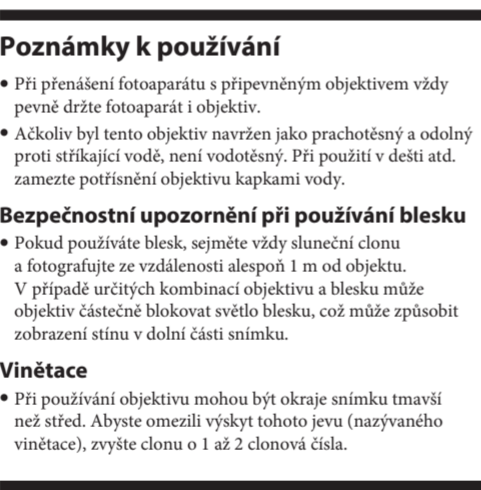 Poznámky k používání
• Při přenášení fotoaparátu s připevněným objektivem vždy
pevně držte fotoaparát i objektiv.
• Ačkoliv byl tento objektiv navržen jako prachotěsný a odolný
proti stříkající vodě, není vodotěsný. Při použití v dešti atd.
zamezte potřísnění objektivu kapkami vody.
Bezpečnostní upozornění při používání blesku
• Pokud používáte blesk, sejměte vždy sluneční clonu
a fotografujte ze vzdálenosti alespoň 1 m od objektu.
V případě určitých kombinací objektivu a blesku může
objektiv částečně blokovat světlo blesku, což může způsobit
zobrazení stínu v dolní části snímku.
Vinětace
• Při používání objektivu mohou být okraje snímku tmavší
než střed. Abyste omezili výskyt tohoto jevu (nazývaného
vinětace), zvyšte clonu o 1 až 2 clonová čísla.